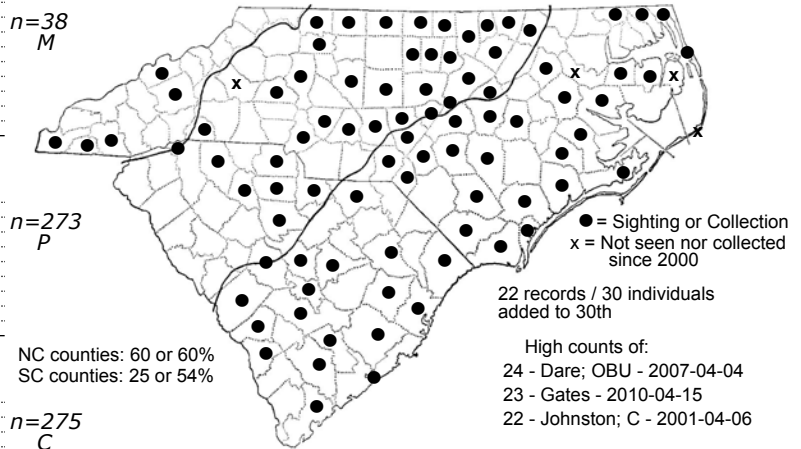 n=38
M
n=273
P
n=275
C
● = Sighting or Collection
x = Not seen nor collected
since 2000
22 records / 30 individuals
added to 30th
NC counties: 60 or 60%
SC counties: 25 or 54%
High counts of:
24 - Dare; OBU - 2007-04-04
23 - Gates - 2010-04-15
22 - Johnston; C - 2001-04-06
x
x
x
x